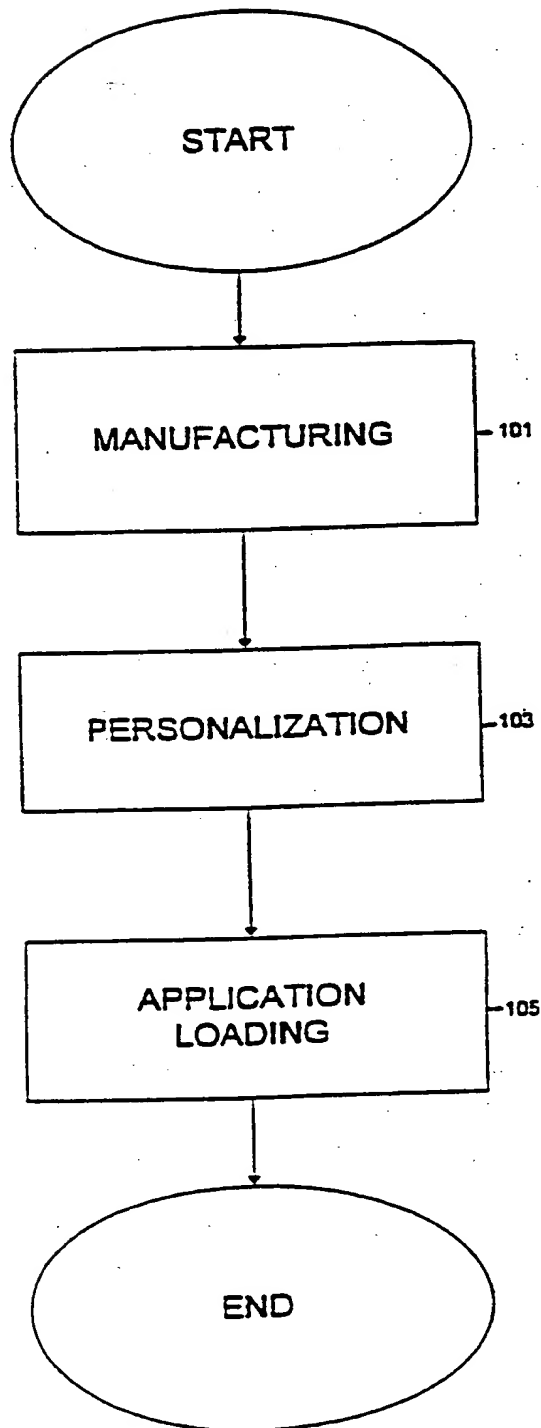 START
MANUFACTURING
101
PERSONALIZATION
103
APPLICATION
LOADING
105
END